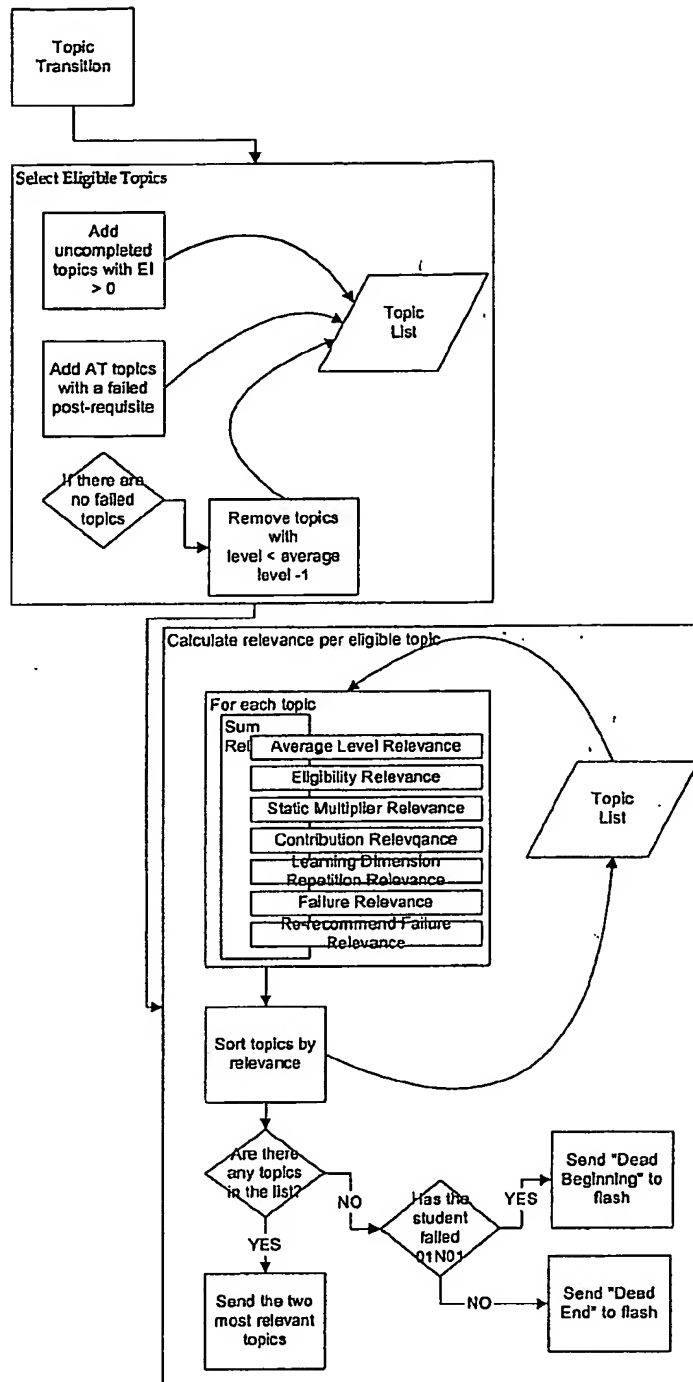 Topic
Transition
Select Eligible Topics
Add
uncompleted
topics with EI
> 0
Topic
List
Add AT topics
with a failed
post-requisite
If there are
no failed
topics
Remove topics
with
level < average
level -1
Calculate relevance per eligible topic
For each topic
Sum
Average Level Relevance
Eligibility Relevance
Static Multiplier Relevance
Contribution Relevqance
Learning Dimension
Repetition Relevance
Failure Relevance
Re-recommend Failure
Relevance
Topic
List
Sort topics by
relevance
Are there
any topics
in the list?
NO
Has the
student
failed
01N01
YES
Send "Dead
Beginning" to
flash
YES
Send the two
most relevant
topics
NO
Send "Dead
End" to flash